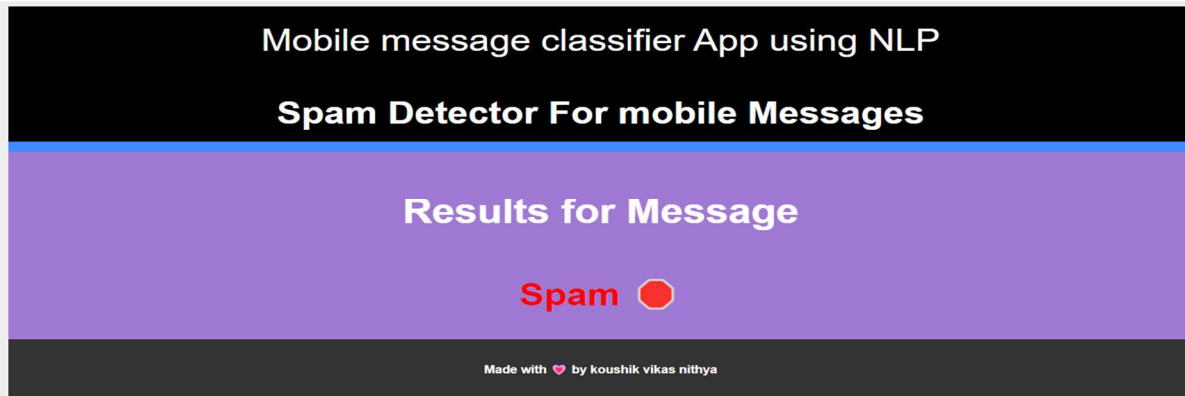 Mobile message classifier App using NLP
Spam Detector For mobile Messages
Results for Message
Spam 🛑
Made with 💗 by koushik vikas nithya